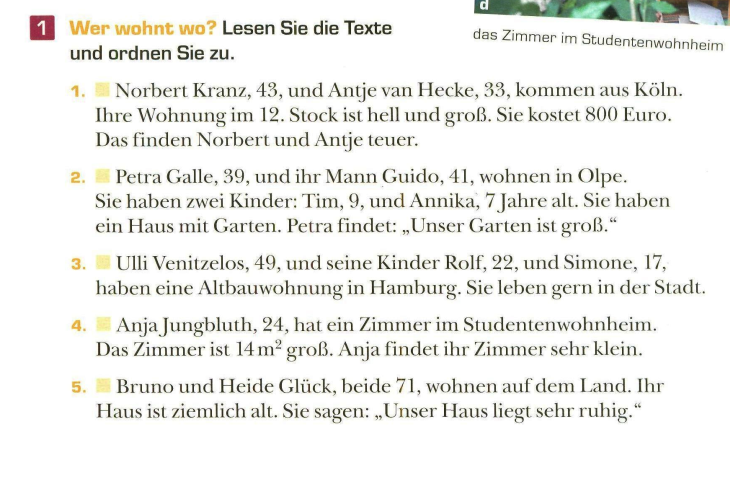 d
das Zimmer im Studentenwohnheim
1 Wer wohnt wo? Lesen Sie die Texte
und ordnen Sie zu.
1. Norbert Kranz, 43, und Antje van Hecke, 33, kommen aus Köln.
Ihre Wohnung im 12. Stock ist hell und groß. Sie kostet 800 Euro.
Das finden Norbert und Antje teuer.
2. Petra Galle, 39, und ihr Mann Guido, 41, wohnen in Olpe.
Sie haben zwei Kinder: Tim, 9, und Annika, 7 Jahre alt. Sie haben
ein Haus mit Garten. Petra findet: „Unser Garten ist groß.“
3. Ulli Venitzelos, 49, und seine Kinder Rolf, 22, und Simone, 17,
haben eine Altbauwohnung in Hamburg. Sie leben gern in der Stadt.
4. Anja Jungbluth, 24, hat ein Zimmer im Studentenwohnheim.
Das Zimmer ist 14 m² groß. Anja findet ihr Zimmer sehr klein.
5. Bruno und Heide Glück, beide 71, wohnen auf dem Land. Ihr
Haus ist ziemlich alt. Sie sagen: „Unser Haus liegt sehr ruhig.“